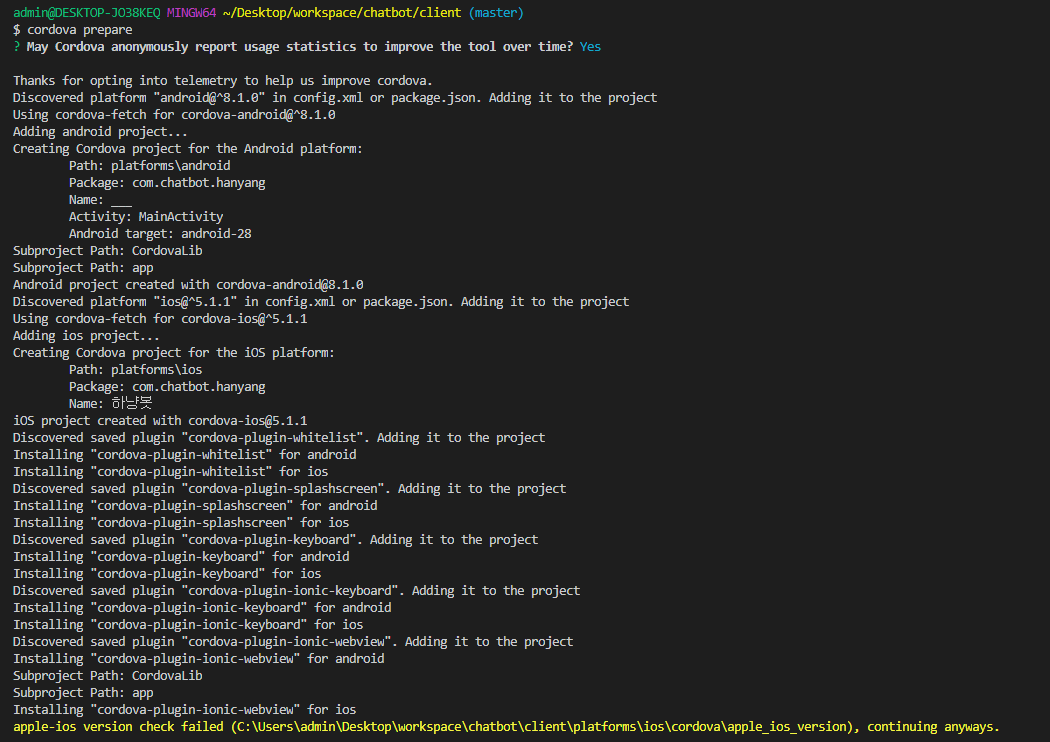 admin@DESKTOP-JO38KEQ MINGW64 ~/Desktop/workspace/chatbot/client (master)
$ cordova prepare
? May Cordova anonymously report usage statistics to improve the tool over time? Yes
Thanks for opting into telemetry to help us improve cordova.
Discovered platform "android@^8.1.0" in config.xml or package.json. Adding it to the project
Using cordova-fetch for cordova-android@^8.1.0
Adding android project...
Creating Cordova project for the Android platform:
Path: platforms\android
Package: com.chatbot.hanyang
Name: ___
Activity: MainActivity
Android target: android-28
Subproject Path: CordovaLib
Subproject Path: app
Android project created with cordova-android@8.1.0
Discovered platform "ios@^5.1.1" in config.xml or package.json. Adding it to the project
Using cordova-fetch for cordova-ios@^5.1.1
Adding ios project...
Creating Cordova project for the iOS platform:
Path: platforms\ios
Package: com.chatbot.hanyang
Name: 하냥봇
iOS project created with cordova-ios@5.1.1
Discovered saved plugin "cordova-plugin-whitelist". Adding it to the project
Installing "cordova-plugin-whitelist" for android
Installing "cordova-plugin-whitelist" for ios
Discovered saved plugin "cordova-plugin-splashscreen". Adding it to the project
Installing "cordova-plugin-splashscreen" for android
Installing "cordova-plugin-splashscreen" for ios
Discovered saved plugin "cordova-plugin-keyboard". Adding it to the project
Installing "cordova-plugin-keyboard" for android
Installing "cordova-plugin-keyboard" for ios
Discovered saved plugin "cordova-plugin-ionic-keyboard". Adding it to the project
Installing "cordova-plugin-ionic-keyboard" for android
Installing "cordova-plugin-ionic-keyboard" for ios
Discovered saved plugin "cordova-plugin-ionic-webview". Adding it to the project
Installing "cordova-plugin-ionic-webview" for android
Subproject Path: CordovaLib
Subproject Path: app
Installing "cordova-plugin-ionic-webview" for ios
apple-ios version check failed (C:\Users\admin\Desktop\workspace\chatbot\client\platforms\ios\cordova\apple_ios_version), continuing anyways.